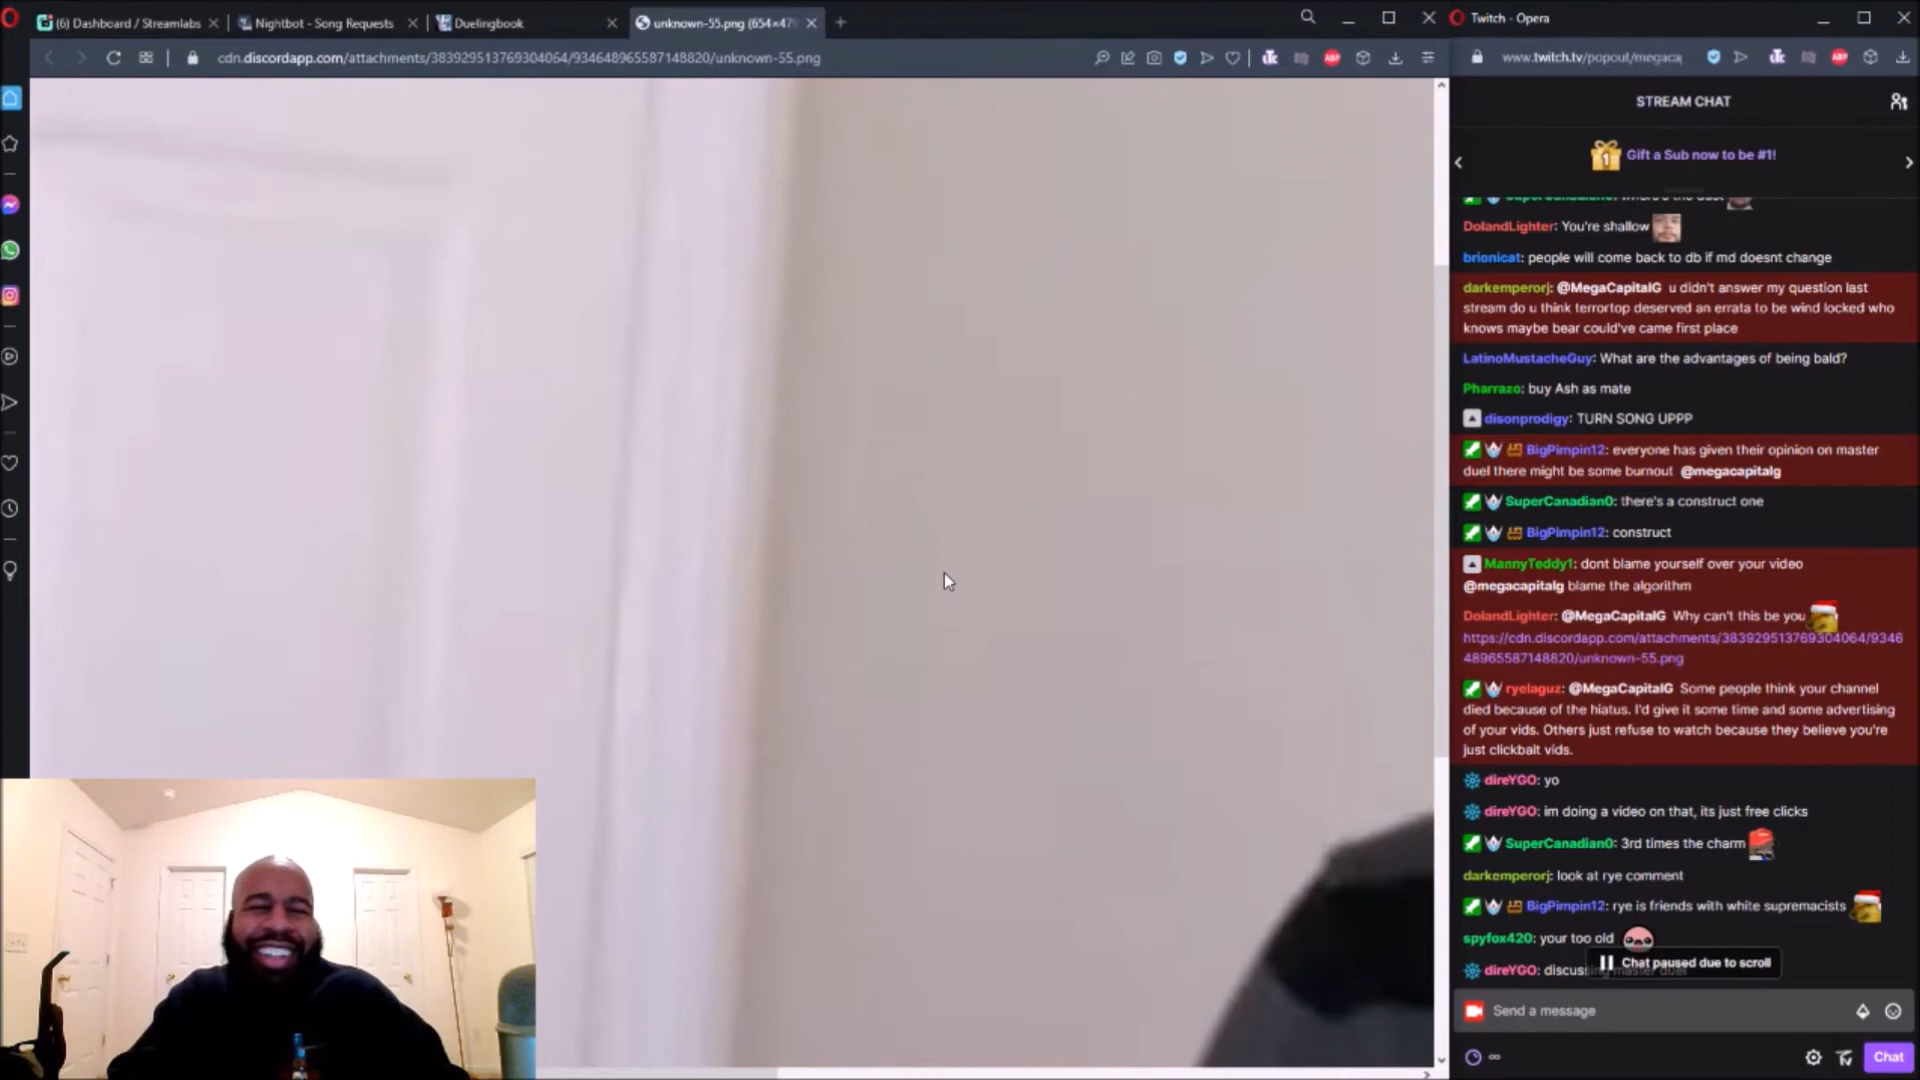 (6) Dashboard / Streamlabs
Nightbot - Song Requests
Duelingbook
unknown-55.png (654×479
Twitch - Opera
cdn.discordapp.com/attachments/383929513769304064/934648965587148820/unknown-55.png
www.twitch.tv/popout/megacap
STREAM CHAT
1
Gift a Sub now to be #1!
DolandLighter: You're shallow
brionicat: people will come back to db if md doesnt change
darkemperorj: @MegaCapitalG u didn't answer my question last
stream do u think terrortop deserved an errata to be wind locked who
knows maybe bear could've came first place
LatinoMustacheGuy: What are the advantages of being bald?
Pharrazo: buy Ash as mate
disonprodigy: TURN SONG UPPP
BigPimpin12: everyone has given their opinion on master
duel there might be some burnout @megacapitalg
SuperCanadian0: there's a construct one
BigPimpin12: construct
MannyTeddy1: dont blame yourself over your video
@megacapitalg blame the algorithm
DolandLighter: @MegaCapitalG Why can't this be you
https://cdn.discordapp.com/attachments/383929513769304064/9346
48965587148820/unknown-55.png
ryelaguz: @MegaCapitalG Some people think your channel
died because of the hiatus. I'd give it some time and some advertising
of your vids. Others just refuse to watch because they believe you're
just clickbait vids.
direYGO: yo
direYGO: im doing a video on that, its just free clicks
SuperCanadian0: 3rd times the charm
darkemperorj: look at rye comment
BigPimpin12: rye is friends with white supremacists
spyfox420: your too old
direYGO: discussing master duel
Chat paused due to scroll
Send a message
Chat